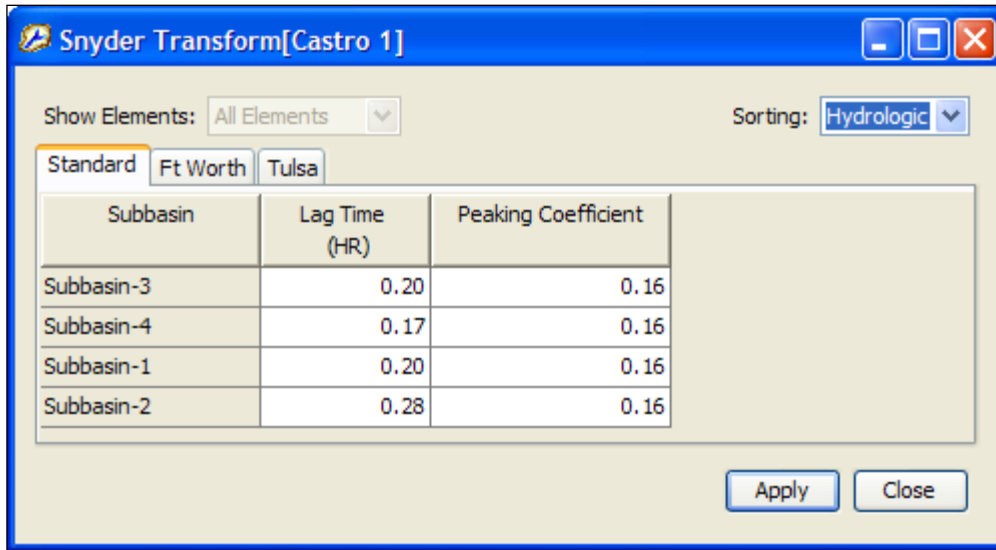 Snyder Transform[Castro 1]
Show Elements: All Elements Sorting: Hydrologic
Standard Ft Worth Tulsa
Subbasin Lag Time Peaking Coefficient
(HR)
Subbasin-3 0.20 0.16
Subbasin-4 0.17 0.16
Subbasin-1 0.20 0.16
Subbasin-2 0.28 0.16
Apply Close